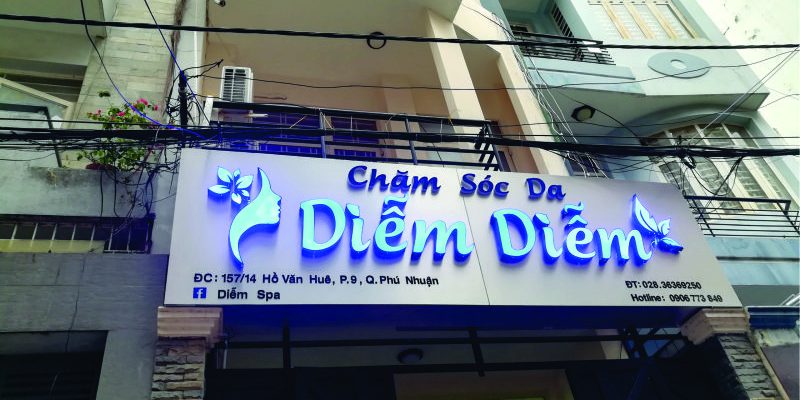 Chăm Sóc Da
Diễm Diễm
ĐC: 157/14 Hồ Văn Huê, P.9, Q.Phú Nhuận
Diễm Spa
ĐT: 028.36369250
Hotline: 0906 773 849